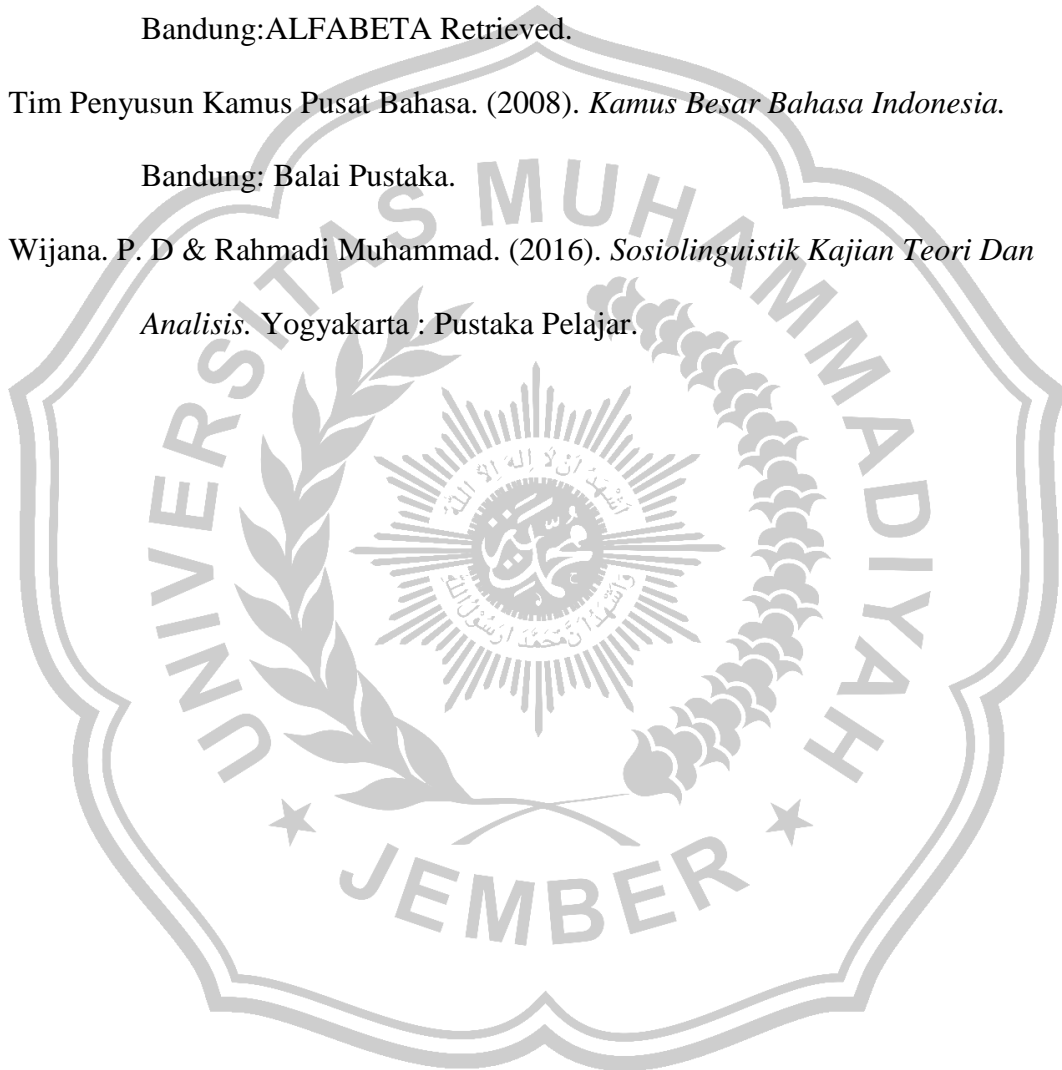 Bandung:ALFABETA Retrieved.
Tim Penyusun Kamus Pusat Bahasa. (2008). Kamus Besar Bahasa Indonesia.
Bandung: Balai Pustaka.
Wijana. P. D & Rahmadi Muhammad. (2016). Sosiolinguistik Kajian Teori Dan
Analisis. Yogyakarta : Pustaka Pelajar.
UNIVERSITAS MUHAMMADIYAH
JEMBER